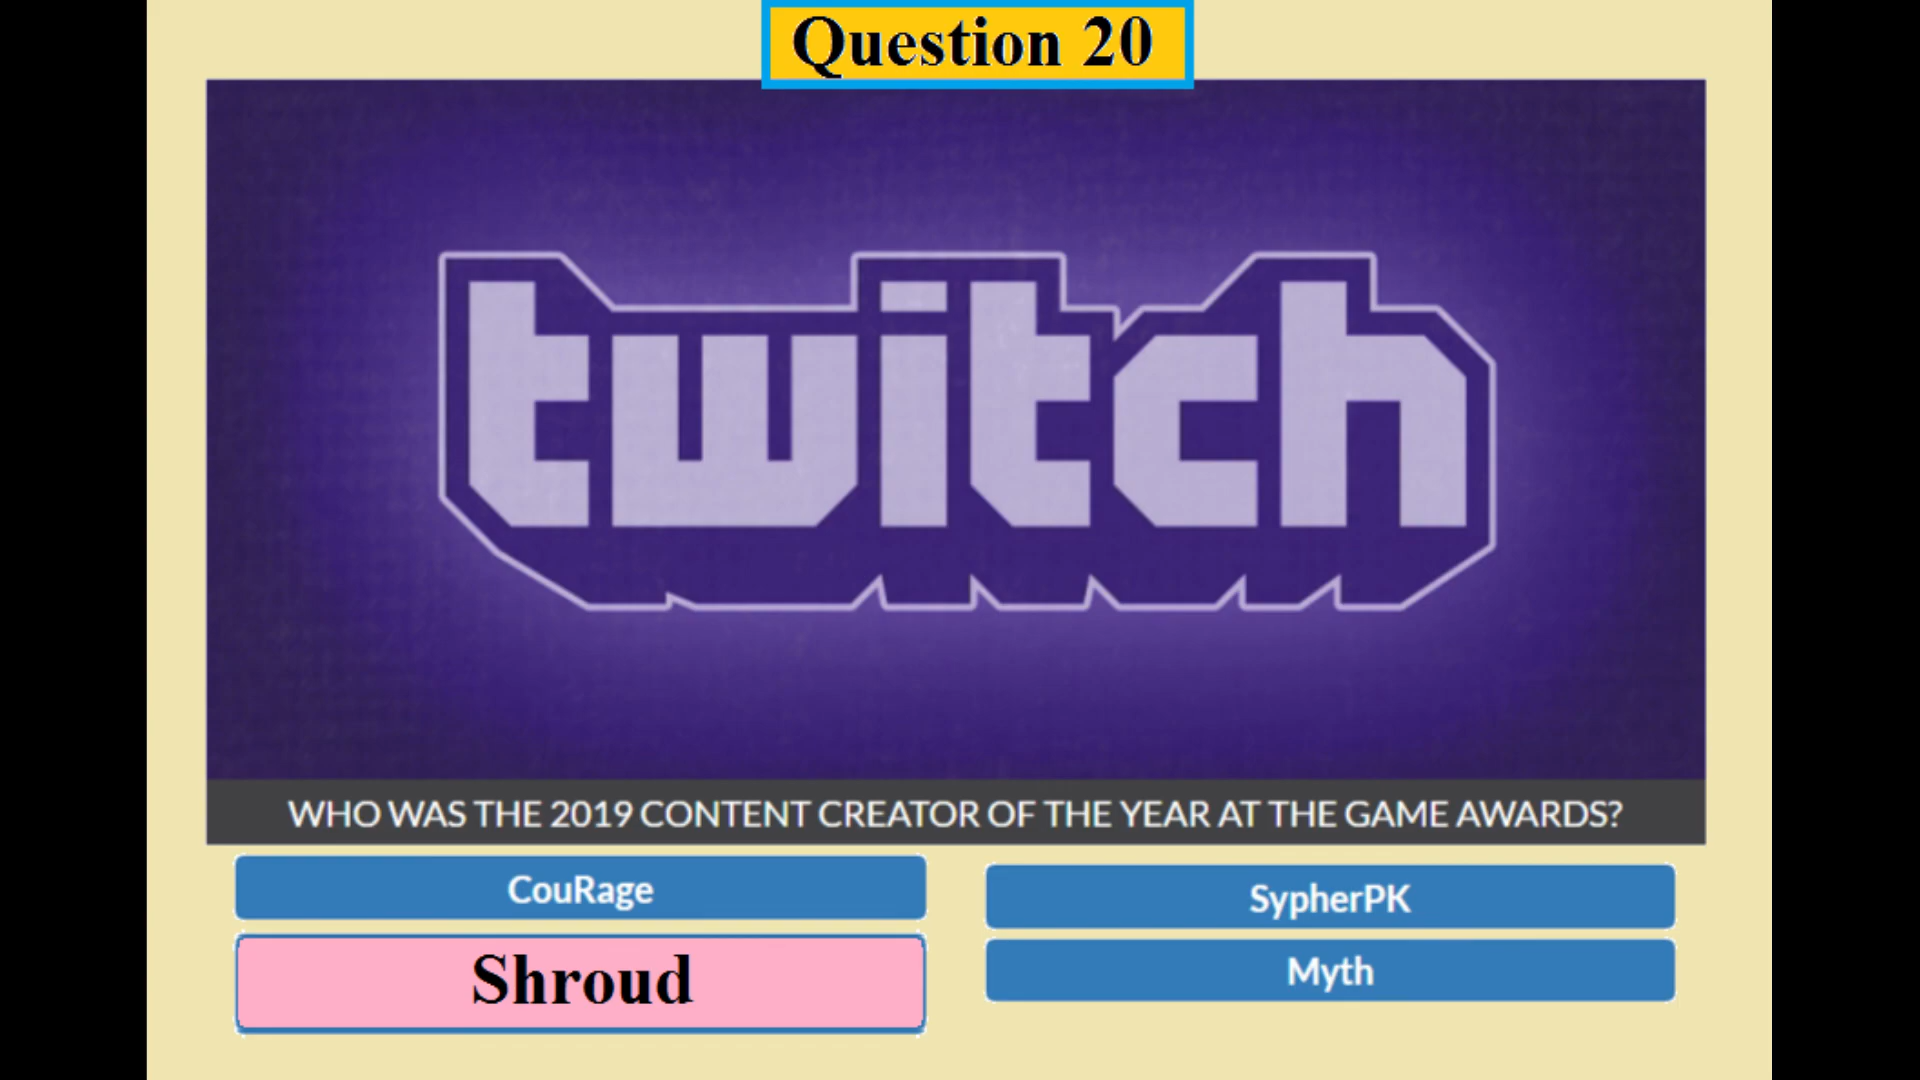 Question 20
twitch
WHO WAS THE 2019 CONTENT CREATOR OF THE YEAR AT THE GAME AWARDS?
CouRage
SypherPK
Shroud
Myth